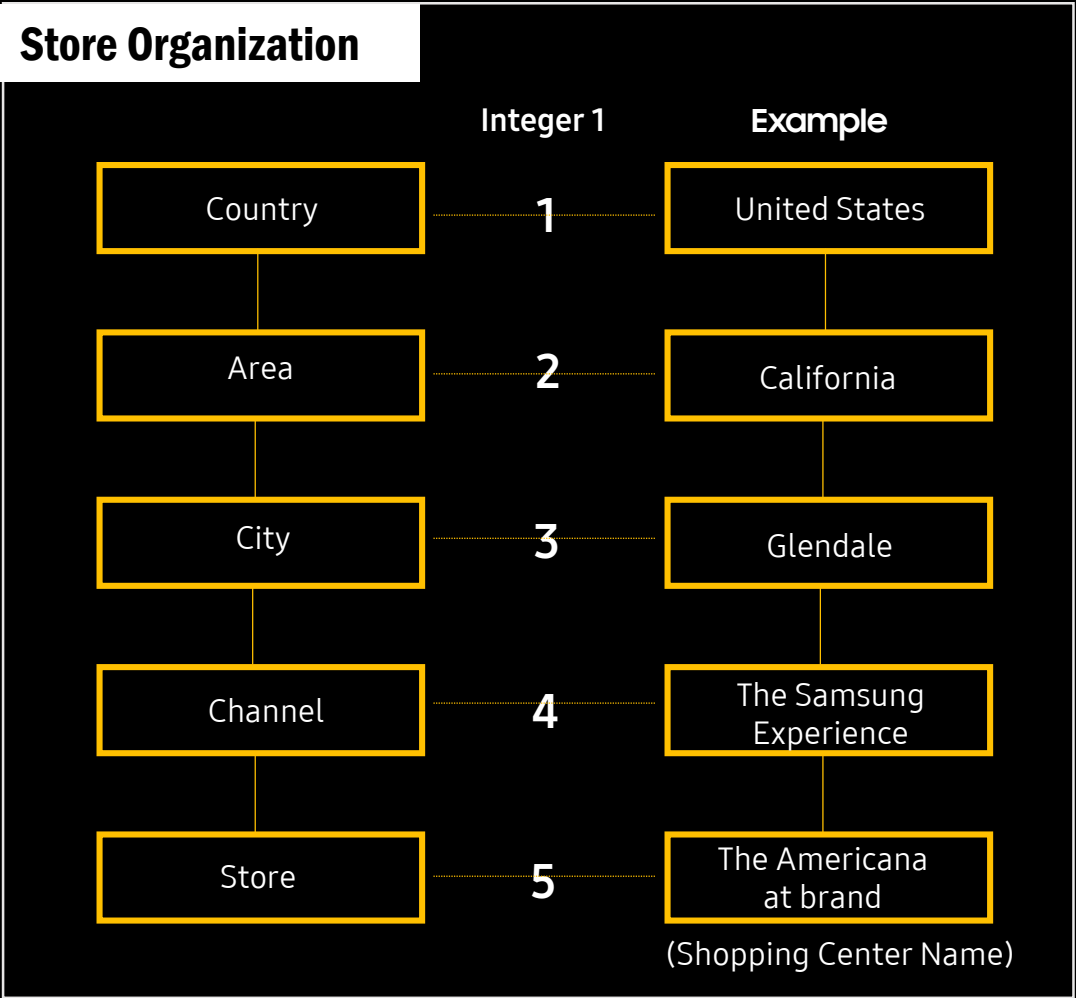 Store Organization
Integer 1
Example
Country
1
United States
Area
2
California
City
3
Glendale
Channel
4
The Samsung
Experience
Store
5
The Americana
at brand
(Shopping Center Name)